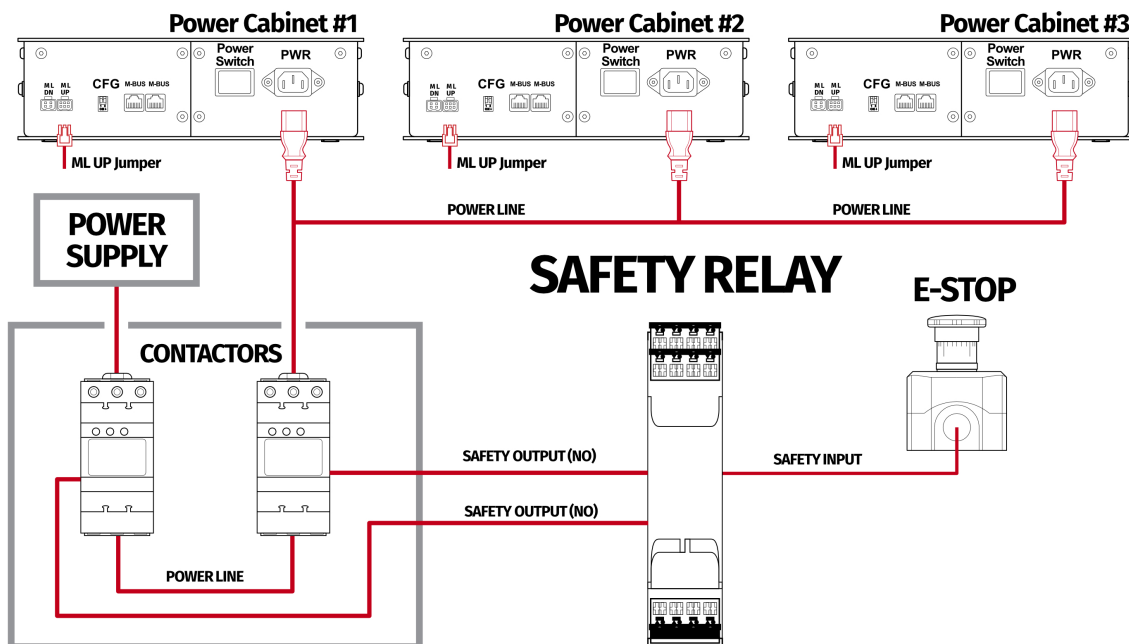 Power Cabinet #1
Power Cabinet #2
Power Cabinet #3
ML
DN
ML
UP
CFG
M-BUS M-BUS
Power
Switch
PWR
ML
DN
ML
UP
CFG
M-BUS M-BUS
Power
Switch
PWR
ML
DN
ML
UP
CFG
M-BUS M-BUS
Power
Switch
PWR
ML UP Jumper
ML UP Jumper
ML UP Jumper
POWER LINE
POWER LINE
POWER
SUPPLY
SAFETY RELAY
E-STOP
CONTACTORS
SAFETY OUTPUT (NO)
SAFETY INPUT
SAFETY OUTPUT (NO)
POWER LINE